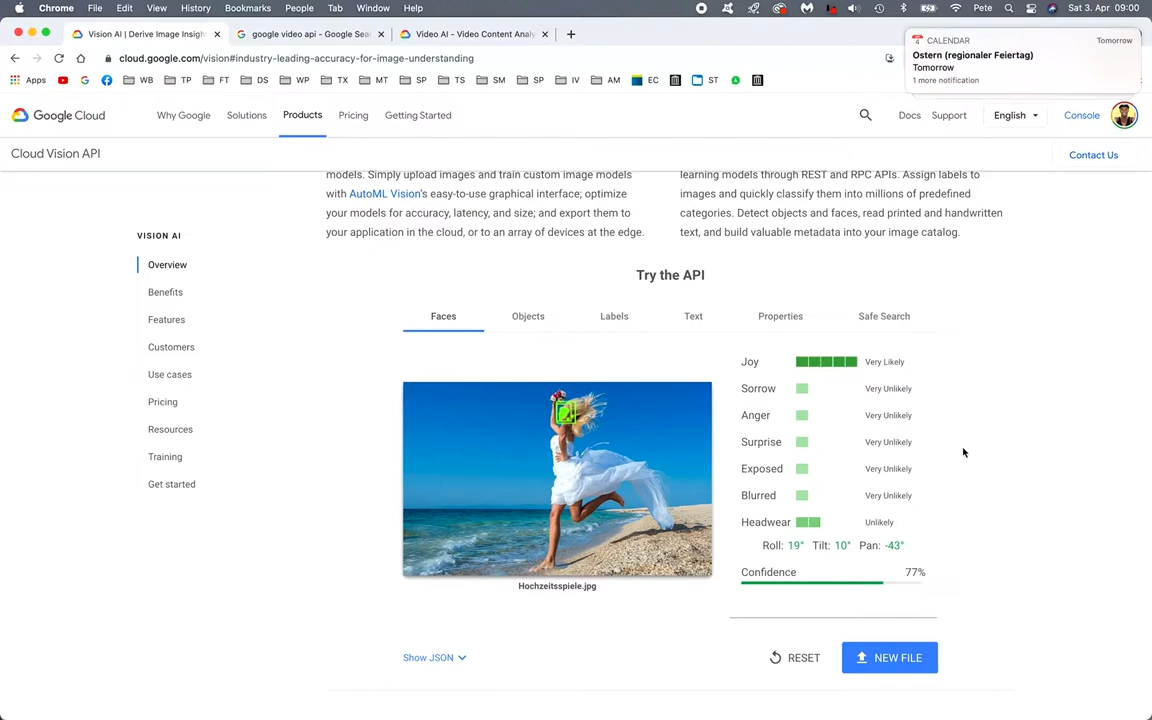 Chrome File Edit View History Bookmarks People Tab Window Help Pete Sat 3. Apr 09:00
Vision AI | Derive Image Insigh
google video api - Google Sea
Video AI - Video Content Analy
cloud.google.com/vision#industry-leading-accuracy-for-image-understanding
Apps WB TP FT DS WP TX MT SP TS SM SP IV AM EC ST
CALENDAR Tomorrow
Ostern (regionaler Feiertag)
Tomorrow
1 more notification
Google Cloud Why Google Solutions Products Pricing Getting Started Docs Support English Console
Cloud Vision API Contact Us
models. Simply upload images and train custom image models
with AutoML Vision's easy-to-use graphical interface; optimize
your models for accuracy, latency, and size; and export them to
your application in the cloud, or to an array of devices at the edge.
learning models through REST and RPC APIs. Assign labels to
images and quickly classify them into millions of predefined
categories. Detect objects and faces, read printed and handwritten
text, and build valuable metadata into your image catalog.
VISION AI
Overview
Benefits
Features
Customers
Use cases
Pricing
Resources
Training
Get started
Try the API
Faces Objects Labels Text Properties Safe Search
Joy Very Likely
Sorrow Very Unlikely
Anger Very Unlikely
Surprise Very Unlikely
Exposed Very Unlikely
Blurred Very Unlikely
Headwear Unlikely
Roll: 19° Tilt: 10° Pan: -43°
Confidence 77%
Hochzeitsspiele.jpg
Show JSON RESET NEW FILE